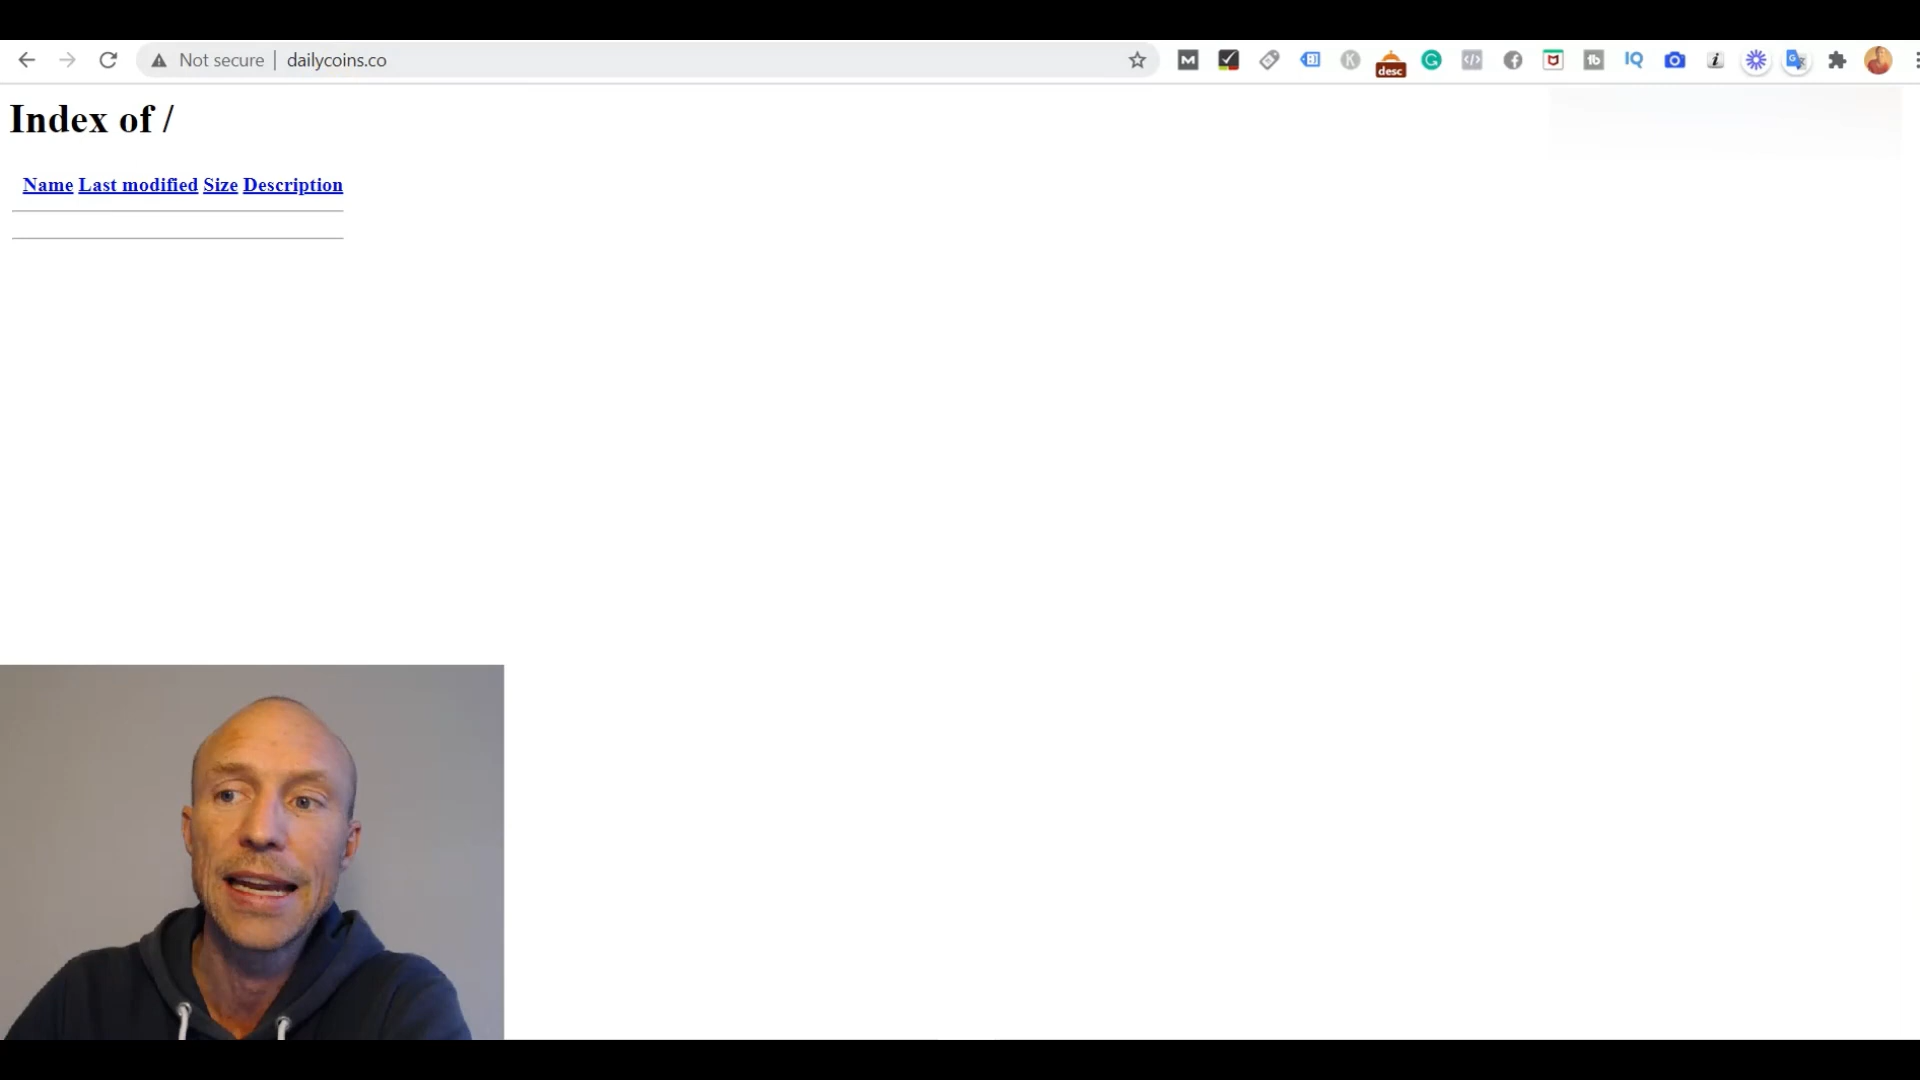 Not secure | dailycoins.co
desc
IQ
Index of /
Name Last modified Size Description